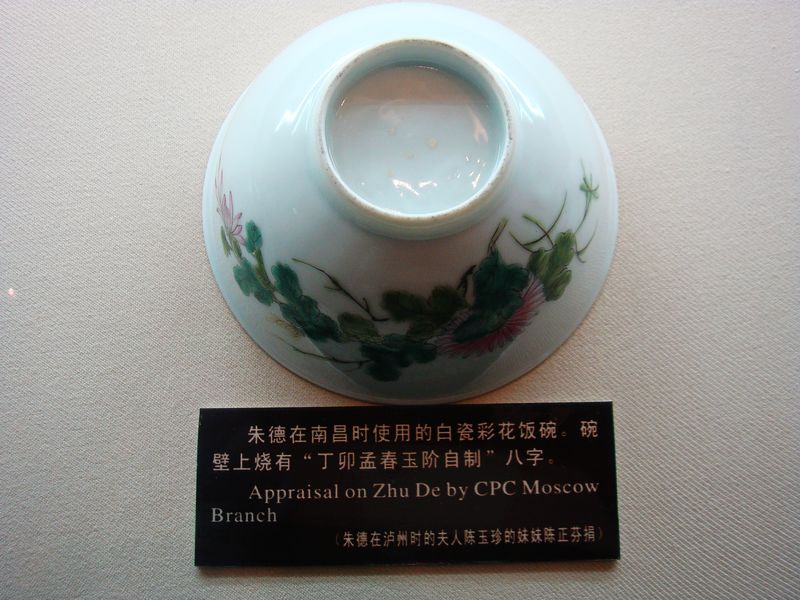 朱德在南昌时使用的白瓷彩花饭碗。碗
壁上烧有“丁卯孟春玉阶自制”八字。
Appraisal on Zhu De by CPC Moscow
Branch
（朱德在泸州时的夫人陈玉珍的妹妹陈正芬捐）